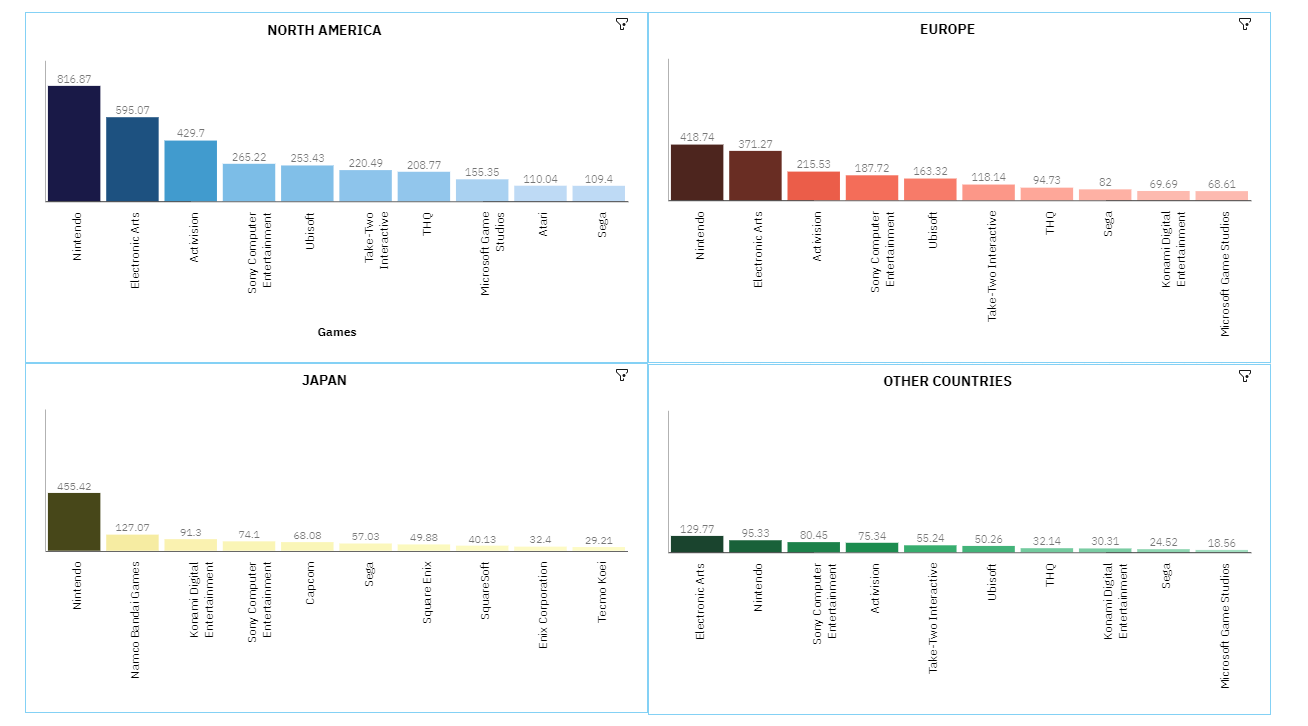 NORTH AMERICA
816.87
595.07
429.7
265.22
253.43
220.49
208.77
155.35
110.04
109.4
Nintendo
Electronic Arts
Activision
Sony Computer
Entertainment
Ubisoft
Take-Two
Interactive
THQ
Microsoft Game
Studios
Atari
Sega
Games
EUROPE
418.74
371.27
215.53
187.72
163.32
118.14
94.73
82
69.69
68.61
Nintendo
Electronic Arts
Activision
Sony Computer
Entertainment
Ubisoft
Take-Two Interactive
THQ
Sega
Konami Digital
Entertainment
Microsoft Game Studios
JAPAN
455.42
127.07
91.3
74.1
68.08
57.03
49.88
40.13
32.4
29.21
Nintendo
Namco Bandai Games
Konami Digital
Entertainment
Sony Computer
Entertainment
Capcom
Sega
Square Enix
SquareSoft
Enix Corporation
Tecmo Koei
OTHER COUNTRIES
129.77
95.33
80.45
75.34
55.24
50.26
32.14
30.31
24.52
18.56
Electronic Arts
Nintendo
Sony Computer
Entertainment
Activision
Take-Two Interactive
Ubisoft
THQ
Konami Digital
Entertainment
Sega
Microsoft Game Studios